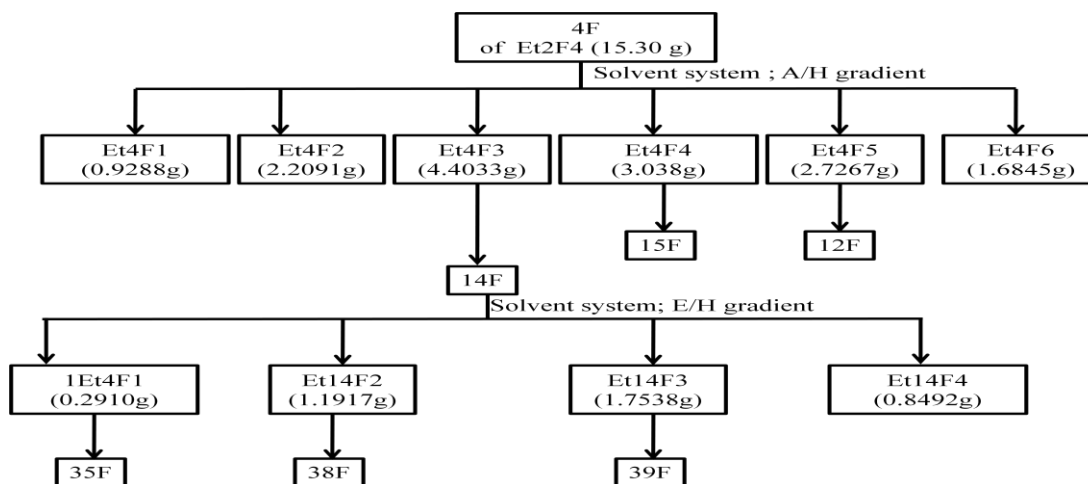 4F
of Et2F4 (15.30 g)
Solvent system ; A/H gradient
Et4F1
(0.9288g)
Et4F2
(2.2091g)
Et4F3
(4.4033g)
Et4F4
(3.038g)
Et4F5
(2.7267g)
Et4F6
(1.6845g)
15F
12F
14F
Solvent system; E/H gradient
1Et4F1
(0.2910g)
Et14F2
(1.1917g)
Et14F3
(1.7538g)
Et14F4
(0.8492g)
35F
38F
39F